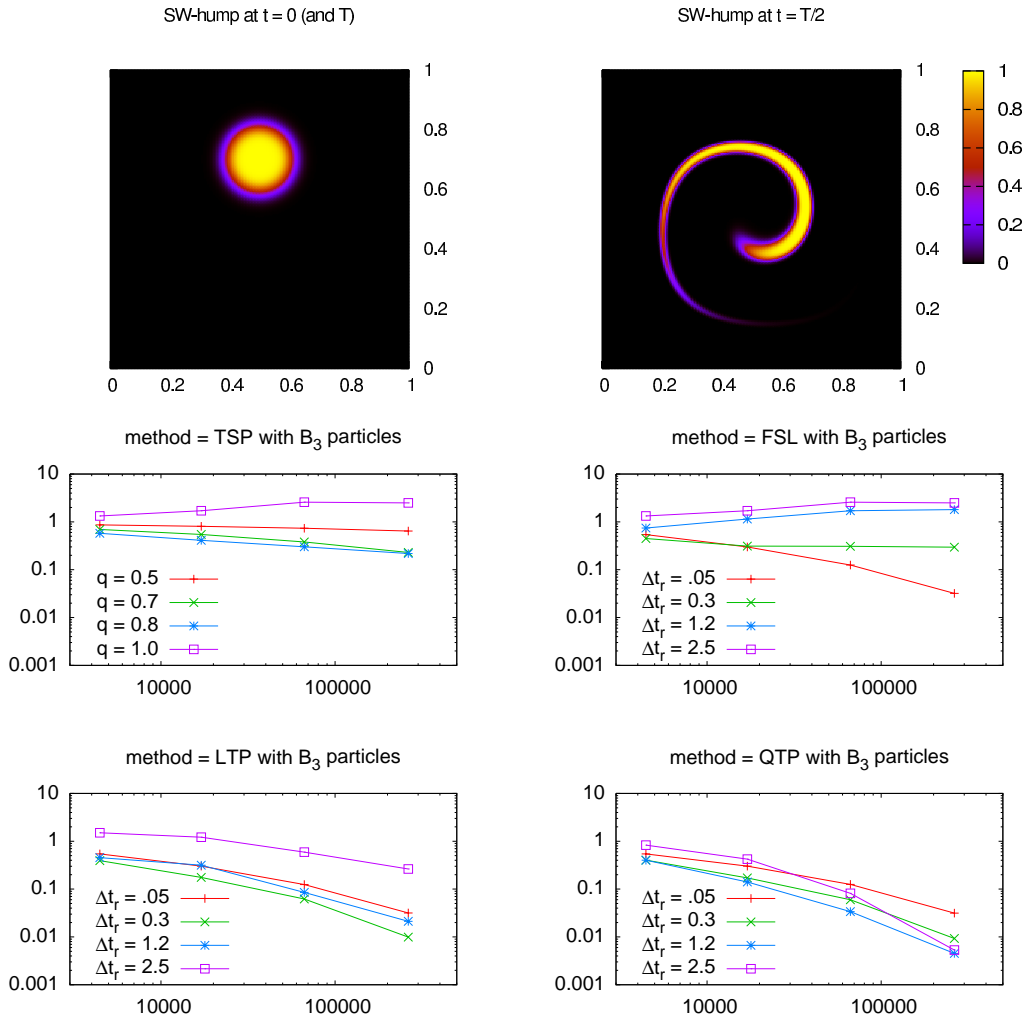 SW-hump at t = 0 (and T)
SW-hump at t = T/2
1
0.8
0.6
0.4
0.2
0
0 0.2 0.4 0.6 0.8 1
1
0.8
0.6
0.4
0.2
0
0 0.2 0.4 0.6 0.8 1
1
0.8
0.6
0.4
0.2
0
method = TSP with B3 particles
10
1
0.1
0.01
0.001
q = 0.5
q = 0.7
q = 0.8
q = 1.0
10000 100000
method = FSL with B3 particles
10
1
0.1
0.01
0.001
Δtr = .05
Δtr = 0.3
Δtr = 1.2
Δtr = 2.5
10000 100000
method = LTP with B3 particles
10
1
0.1
0.01
0.001
Δtr = .05
Δtr = 0.3
Δtr = 1.2
Δtr = 2.5
10000 100000
method = QTP with B3 particles
10
1
0.1
0.01
0.001
Δtr = .05
Δtr = 0.3
Δtr = 1.2
Δtr = 2.5
10000 100000